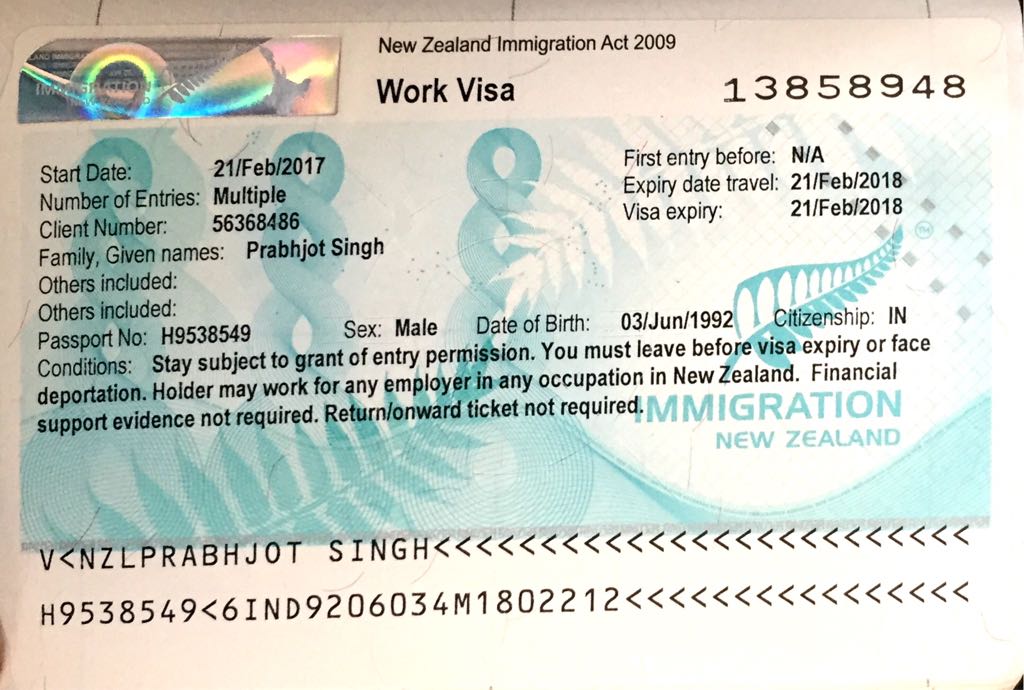 New Zealand Immigration Act 2009
Work Visa 13858948
Start Date: 21/Feb/2017 First entry before: N/A
Number of Entries: Multiple Expiry date travel: 21/Feb/2018
Client Number: 56368486 Visa expiry: 21/Feb/2018
Family, Given names: Prabhjot Singh
Others included:
Others included:
Passport No: H9538549 Sex: Male Date of Birth: 03/Jun/1992 Citizenship: IN
Conditions: Stay subject to grant of entry permission. You must leave before visa expiry or face
deportation. Holder may work for any employer in any occupation in New Zealand. Financial
support evidence not required. Return/onward ticket not required.
IMMIGRATION
NEW ZEALAND
TM
V<NZLPRABHJOT SINGH<<<<<<<<<<<<<<<<<<<<<<<<<
H9538549<6IND9206034M1802212<<<<<<<<<<<<<<<<